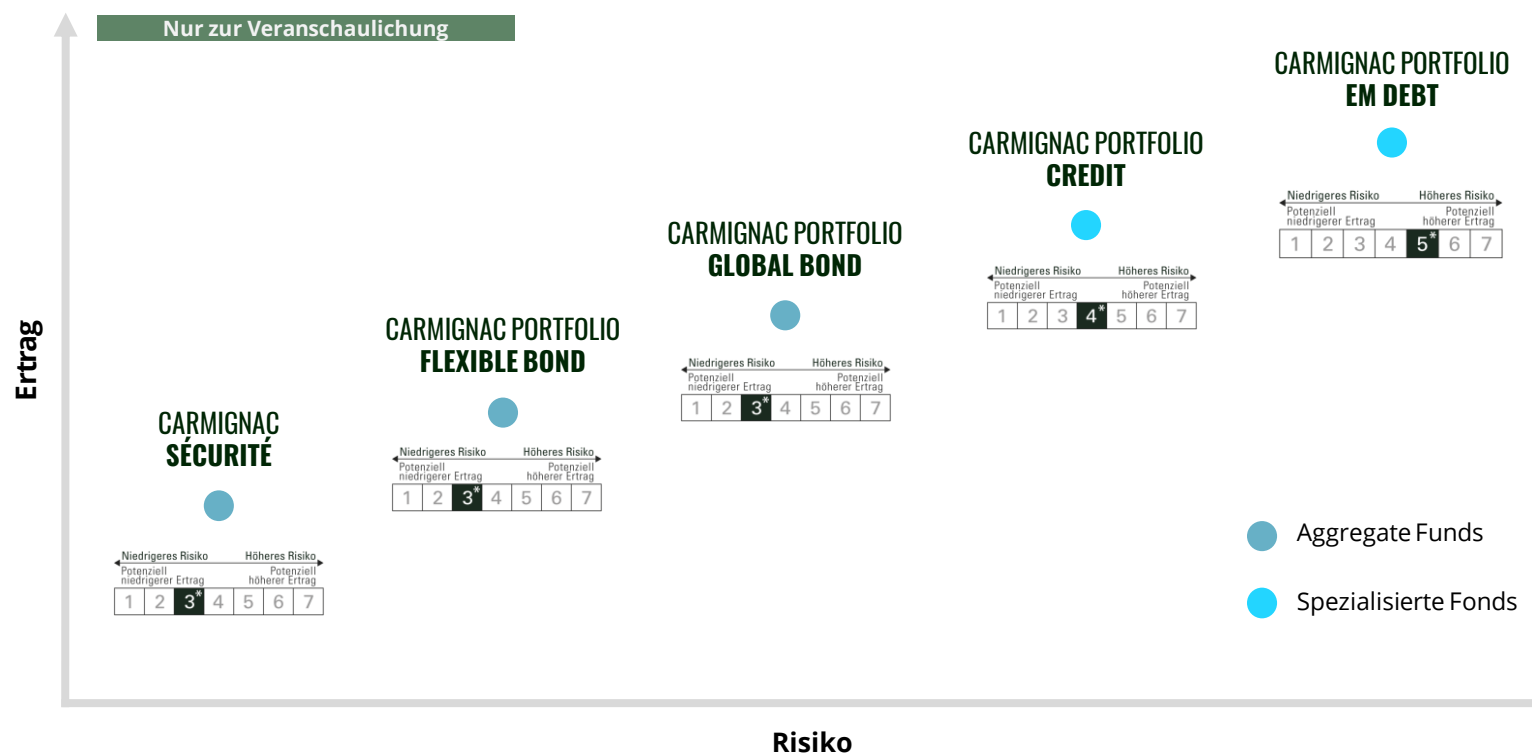 Nur zur Veranschaulichung
CARMIGNAC PORTFOLIO
EM DEBT
Niedrigeres Risiko Höheres Risiko
Potenziell Potenziell
niedrigerer Ertrag höherer Ertrag
1 2 3 4 5* 6 7
CARMIGNAC PORTFOLIO
CREDIT
Niedrigeres Risiko Höheres Risiko
Potenziell Potenziell
niedrigerer Ertrag höherer Ertrag
1 2 3 4* 5 6 7
CARMIGNAC PORTFOLIO
GLOBAL BOND
Niedrigeres Risiko Höheres Risiko
Potenziell Potenziell
niedrigerer Ertrag höherer Ertrag
1 2 3* 4 5 6 7
CARMIGNAC PORTFOLIO
FLEXIBLE BOND
Niedrigeres Risiko Höheres Risiko
Potenziell Potenziell
niedrigerer Ertrag höherer Ertrag
1 2 3* 4 5 6 7
CARMIGNAC
SÉCURITÉ
Niedrigeres Risiko Höheres Risiko
Potenziell Potenziell
niedrigerer Ertrag höherer Ertrag
1 2 3* 4 5 6 7
Ertrag
Aggregate Funds
Spezialisierte Fonds
Risiko